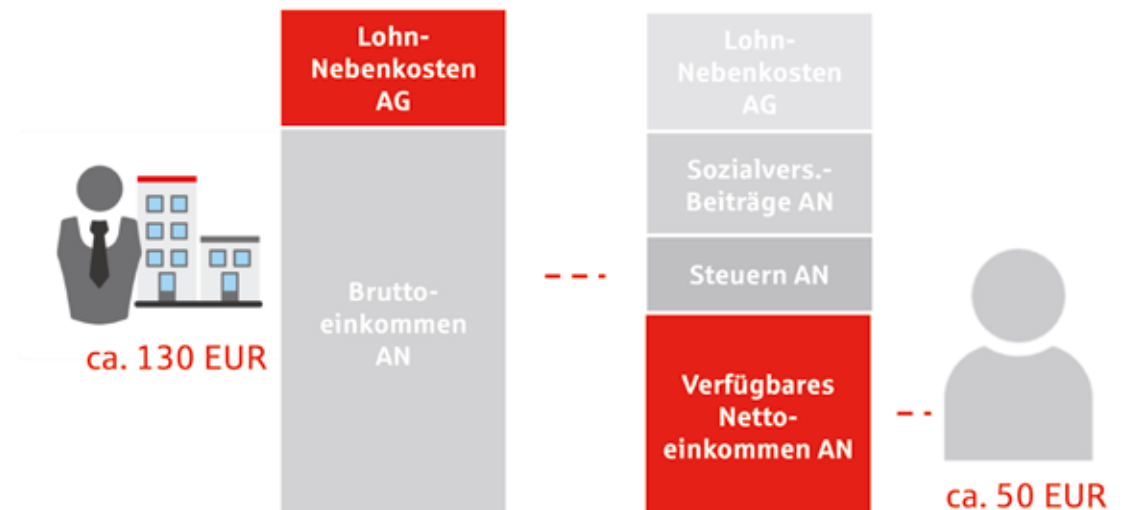 Lohn-
Nebenkosten
AG
Brutto-
einkommen
AN
ca. 130 EUR
Lohn-
Nebenkosten
AG
Sozialvers.-
Beiträge AN
Steuern AN
Verfügbares
Netto-
einkommen AN
ca. 50 EUR